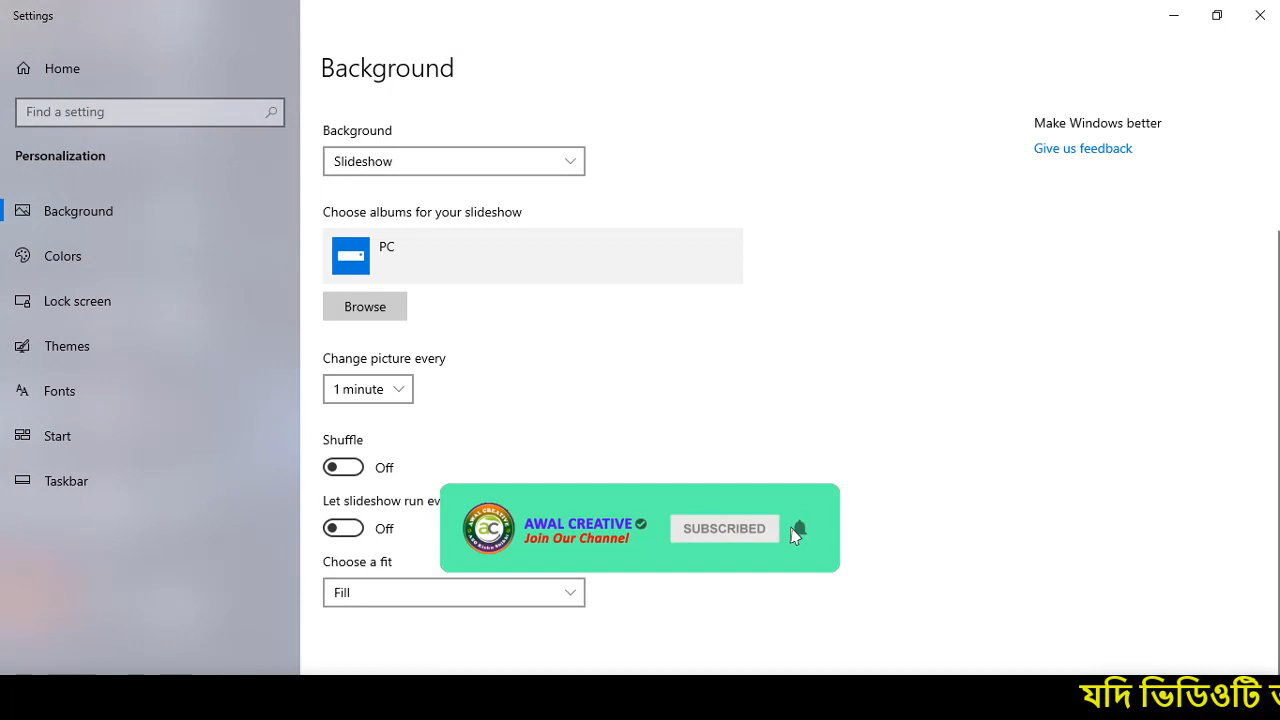 Settings
Home
Find a setting
Personalization
Background
Colors
Lock screen
Themes
Fonts
Start
Taskbar
Background
Background
Slideshow
Choose albums for your slideshow
PC
Browse
Change picture every
1 minute
Shuffle
Off
Let slideshow run ev
Off
Choose a fit
Fill
Make Windows better
Give us feedback
AWAL CREATIVE
Join Our Channel
SUBSCRIBED
যদি ভিডিওটি